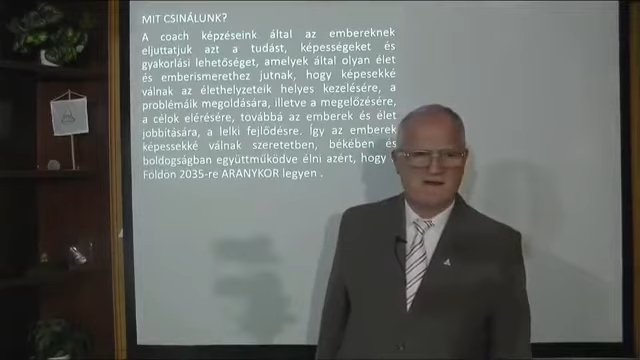 MIT CSINÁLUNK?
A coach képzéseink által az embereknek
eljuttatjuk azt a tudást, képességeket és
gyakorlási lehetőséget, amelyek által olyan élet
és emberismerethez jutnak, hogy képesekké
válnak az élethelyzeteik helyes kezelésére, a
problémáik megoldására, illetve a megelőzésére,
a célok elérésére, továbbá az emberek és élet
jobbítására, a lelki fejlődésre. Így az emberek
képessekké válnak szeretetben, békében és
boldogságban együttműködve élni azért, hogy
Földön 2035-re ARANYKOR legyen .